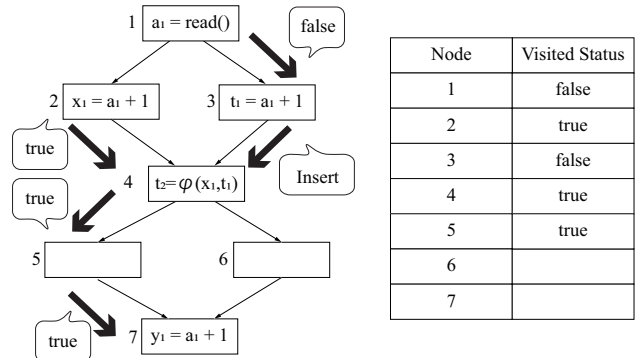 1 a₁ = read()
false
2 x₁ = a₁ + 1
3 t₁ = a₁ + 1
true
Insert
true
4 t₂=φ(x₁,t₁)
5
6
true
7 y₁ = a₁ + 1
Node Visited Status
1 false
2 true
3 false
4 true
5 true
6
7